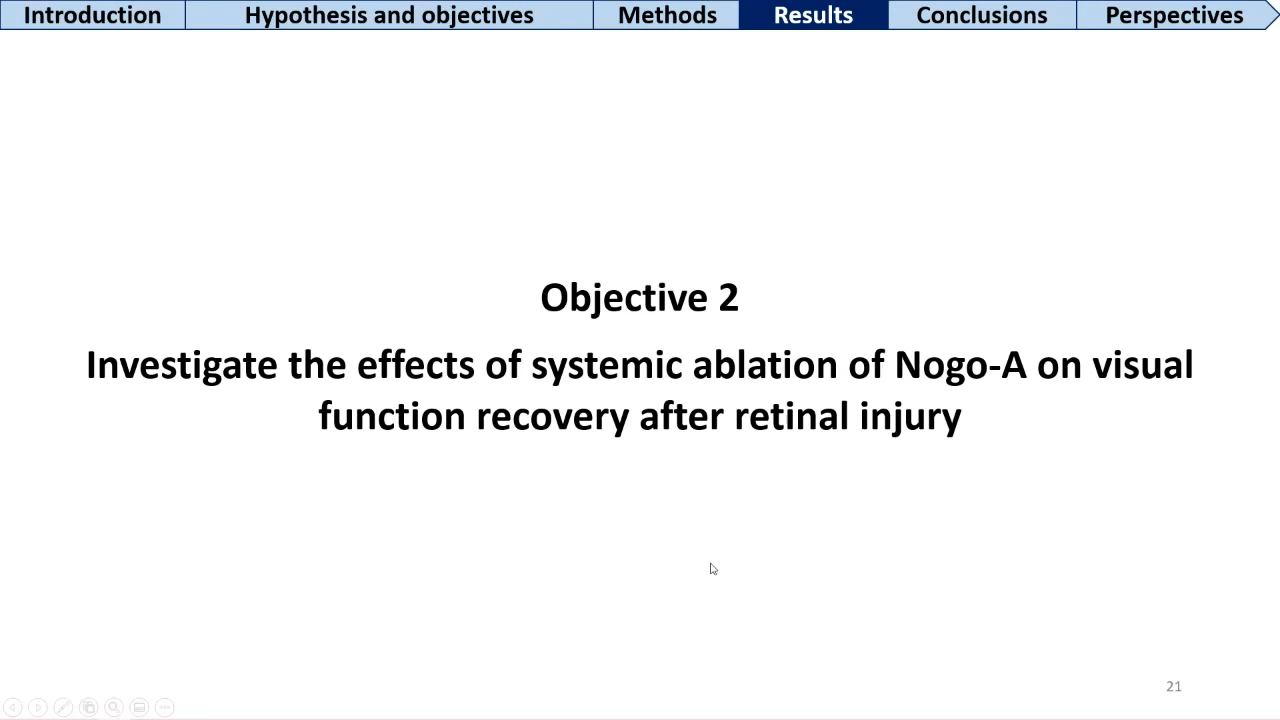 Introduction
Hypothesis and objectives
Methods
Results
Conclusions
Perspectives
Objective 2
Investigate the effects of systemic ablation of Nogo-A on visual
function recovery after retinal injury
21